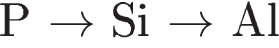 P → Si → Al